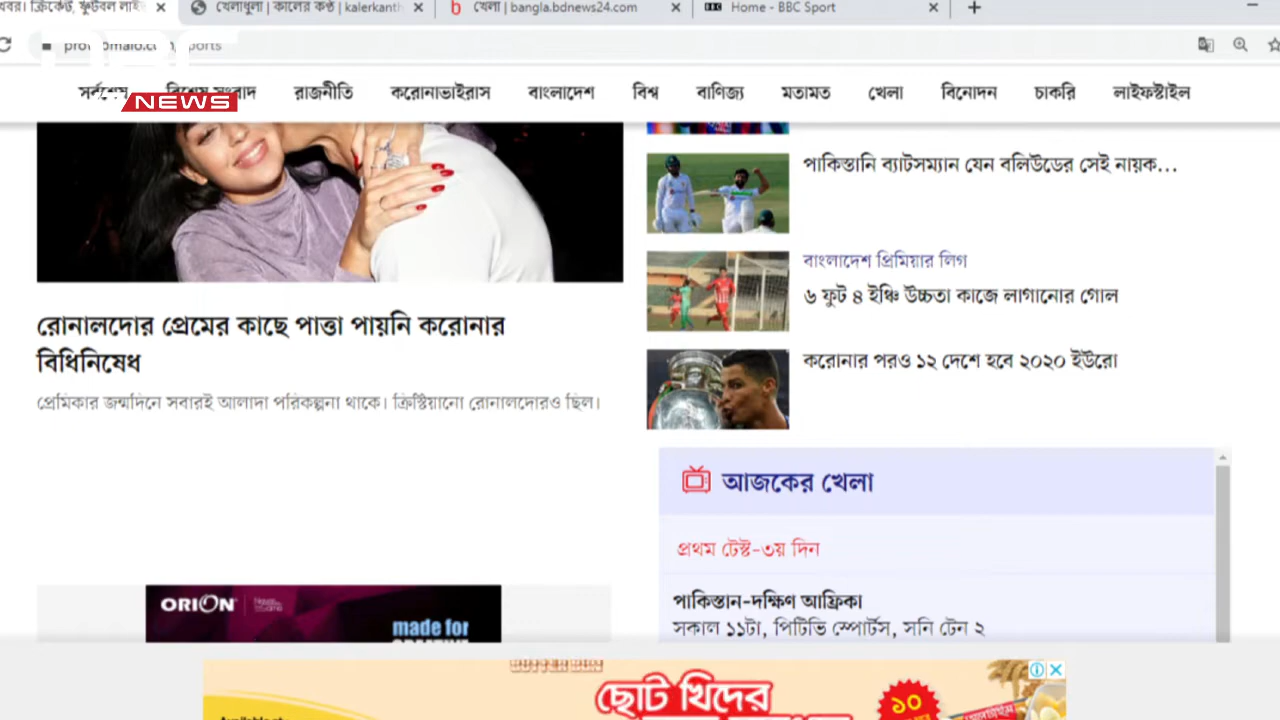 খেলাধুলা | কালের কণ্ঠ | kalerkanth
খেলা | bangla.bdnews24.com
BBC Home - BBC Sport
সর্বশেষ
রাজনীতি করোনাভাইরাস বাংলাদেশ বিশ্ব বাণিজ্য মতামত খেলা বিনোদন চাকরি লাইফস্টাইল
NEWS
পাকিস্তানি ব্যাটসম্যান যেন বলিউডের সেই নায়ক...
বাংলাদেশ প্রিমিয়ার লিগ
৬ ফুট ৪ ইঞ্চি উচ্চতা কাজে লাগানোর গোল
করোনার পরও ১২ দেশে হবে ২০২০ ইউরো
রোনালদোর প্রেমের কাছে পাত্তা পায়নি করোনার
বিধিনিষেধ
প্রেমিকার জন্মদিনে সবারই আলাদা পরিকল্পনা থাকে। ক্রিস্টিয়ানো রোনালদোরও ছিল।
আজকের খেলা
প্রথম টেস্ট-৩য় দিন
পাকিস্তান-দক্ষিণ আফ্রিকা
সকাল ১১টা, পিটিভি স্পোর্টস, সনি টেন ২
ORION
made for
ছোট খিদের
১০